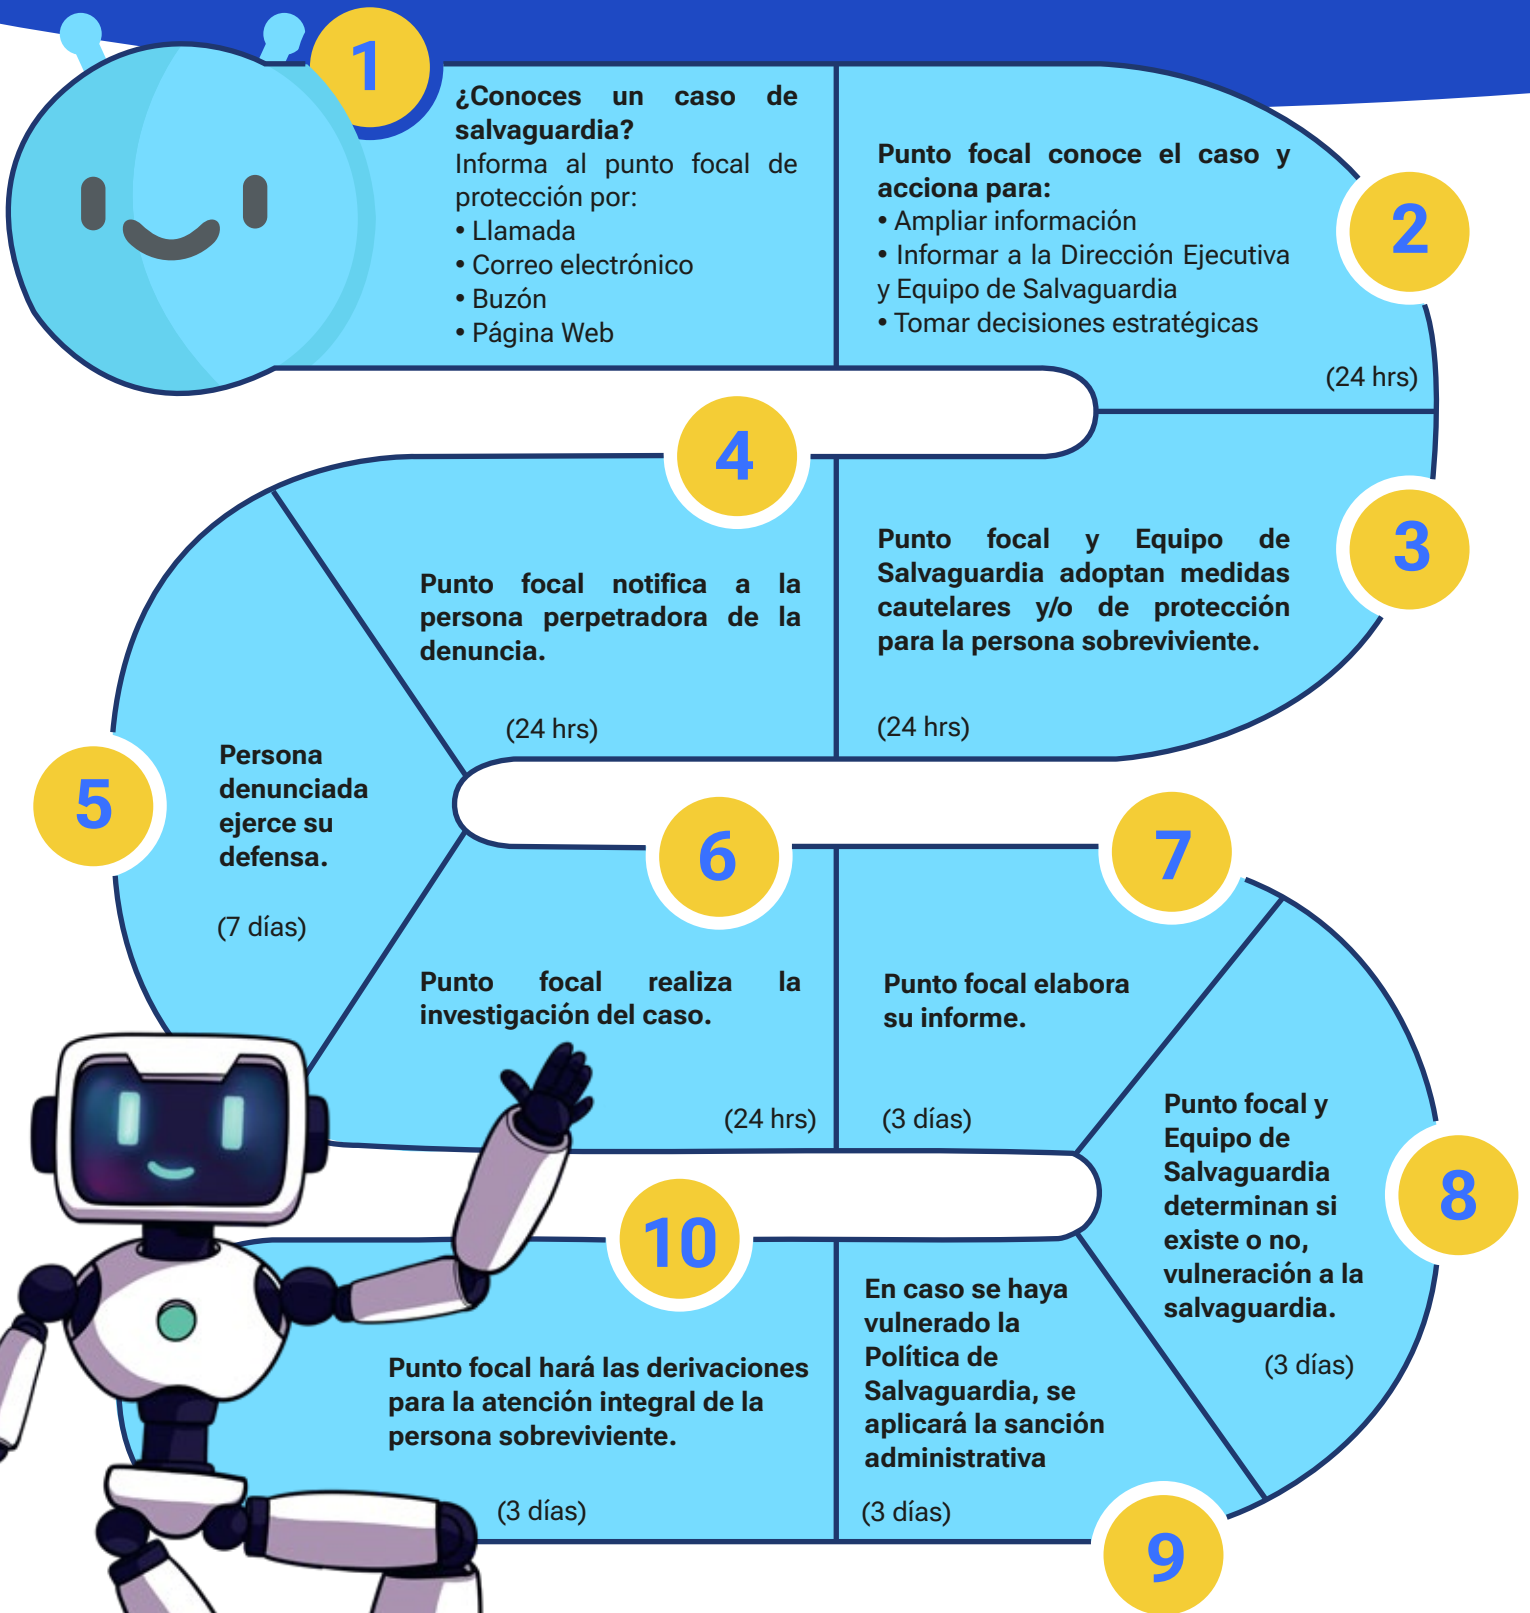 1
¿Conoces un caso de
salvaguardia?
Informa al punto focal de
protección por:
• Llamada
• Correo electrónico
• Buzón
• Página Web
2
Punto focal conoce el caso y
acciona para:
• Ampliar información
• Informar a la Dirección Ejecutiva
y Equipo de Salvaguardia
• Tomar decisiones estratégicas
(24 hrs)
3
Punto focal y Equipo de
Salvaguardia adoptan medidas
cautelares y/o de protección
para la persona sobreviviente.
(24 hrs)
4
Punto focal notifica a la
persona perpetradora de la
denuncia.
(24 hrs)
5
Persona
denunciada
ejerce su
defensa.
(7 días)
6
Punto focal realiza la
investigación del caso.
(24 hrs)
7
Punto focal elabora
su informe.
(3 días)
8
Punto focal y
Equipo de
Salvaguardia
determinan si
existe o no,
vulneración a la
salvaguardia.
(3 días)
9
En caso se haya
vulnerado la
Política de
Salvaguardia, se
aplicará la sanción
administrativa
(3 días)
10
Punto focal hará las derivaciones
para la atención integral de la
persona sobreviviente.
(3 días)